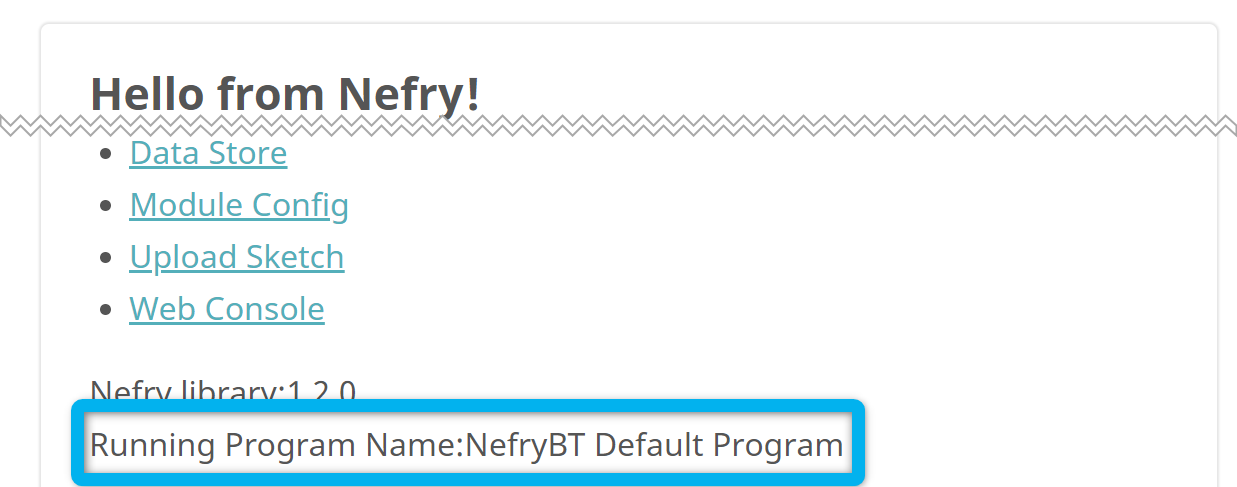 Hello from Nefry!
Data Store
Module Config
Upload Sketch
Web Console
Nefry library:1.2.0
Running Program Name:NefryBT Default Program